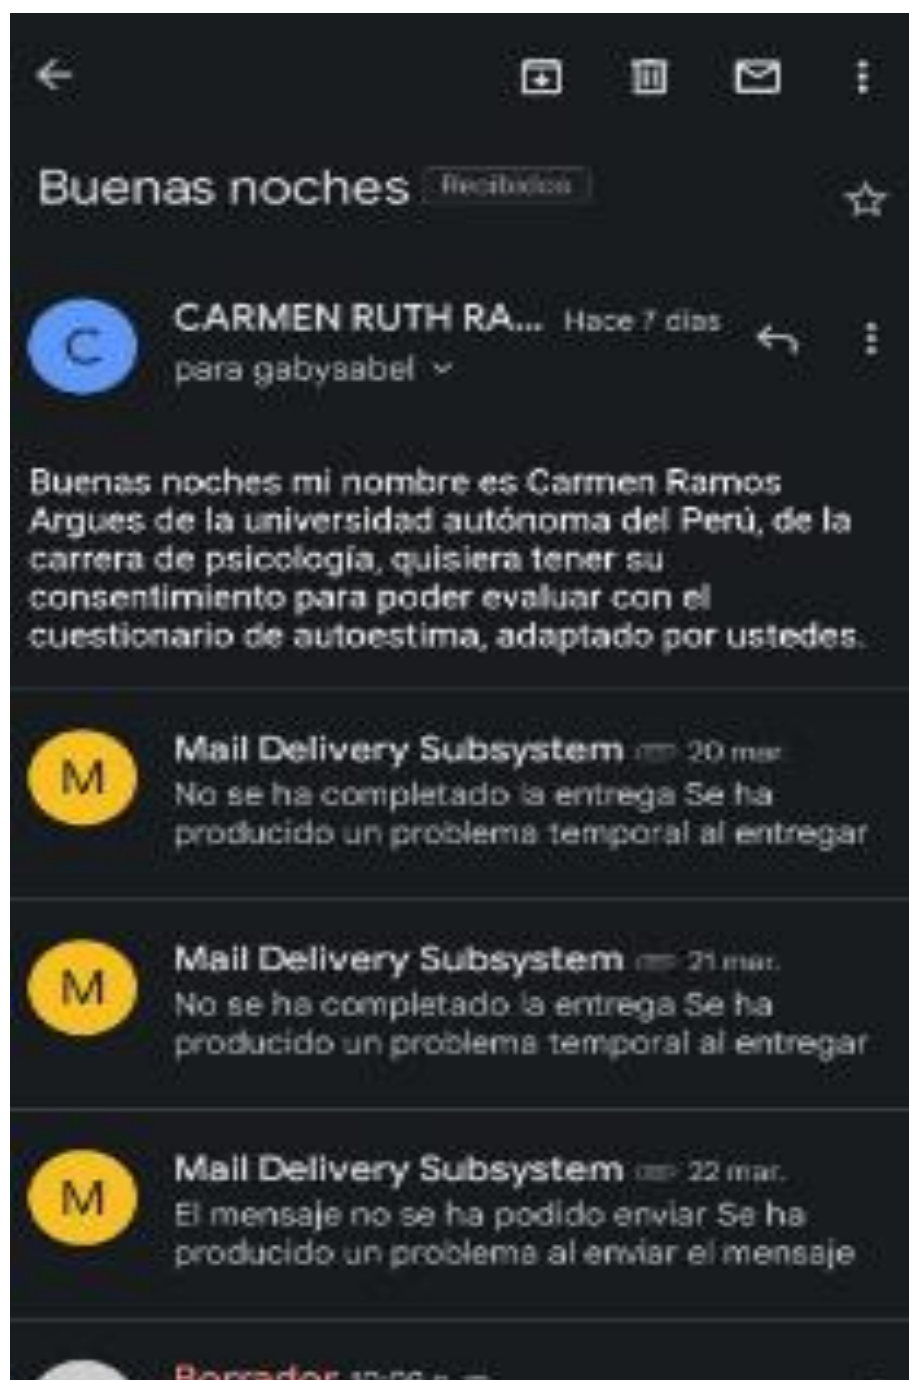 Buenas noches Recibidos
C
CARMEN RUTH RA... Hace 7 días
para gabysabel
Buenas noches mi nombre es Carmen Ramos
Argues de la universidad autónoma del Perú, de la
carrera de psicología, quisiera tener su
consentimiento para poder evaluar con el
cuestionario de autoestima, adaptado por ustedes.
M
Mail Delivery Subsystem 20 mar.
No se ha completado la entrega Se ha
producido un problema temporal al entregar
M
Mail Delivery Subsystem 21 mar.
No se ha completado la entrega Se ha
producido un problema temporal al entregar
M
Mail Delivery Subsystem 22 mar.
El mensaje no se ha podido enviar Se ha
producido un problema al enviar el mensaje
Borrador